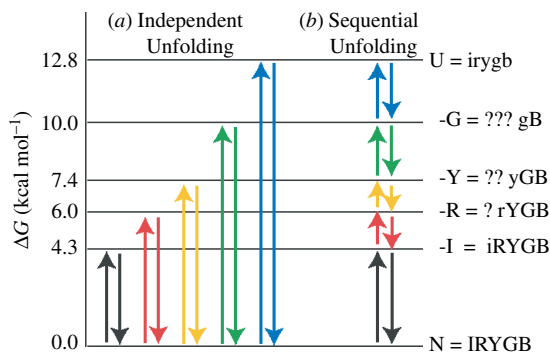 (a) Independent Unfolding
(b) Sequential Unfolding
ΔG (kcal mol⁻¹)
12.8 U = irygb
10.0 -G = ??? gB
7.4 -Y = ?? yGB
6.0 -R = ? rYGB
4.3 -I = iRYGB
0.0 N = IRYGB